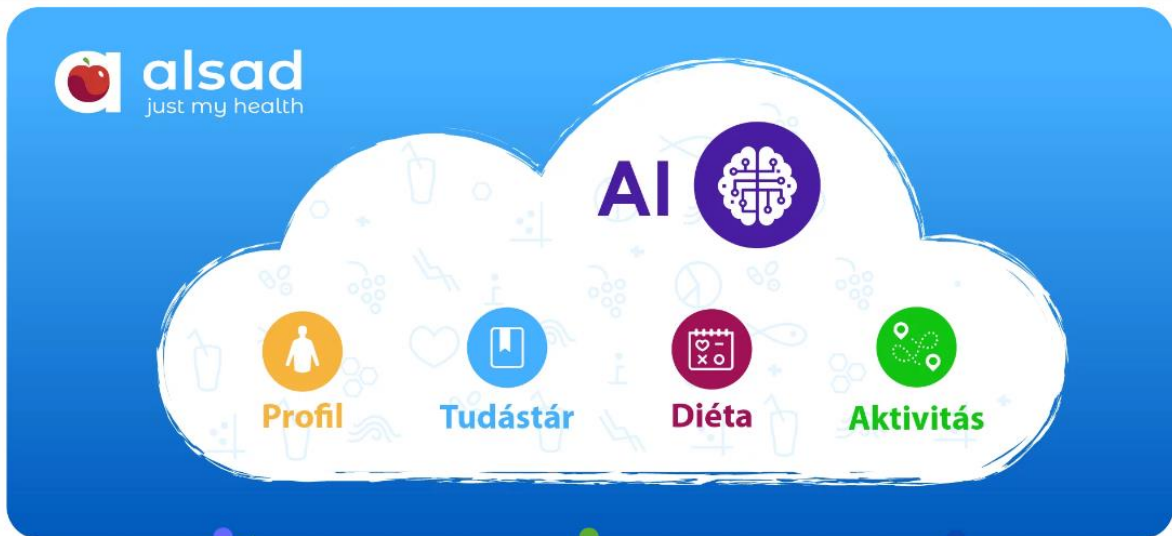 alsad
just my health
AI
Profil
Tudástár
Diéta
Aktivitás